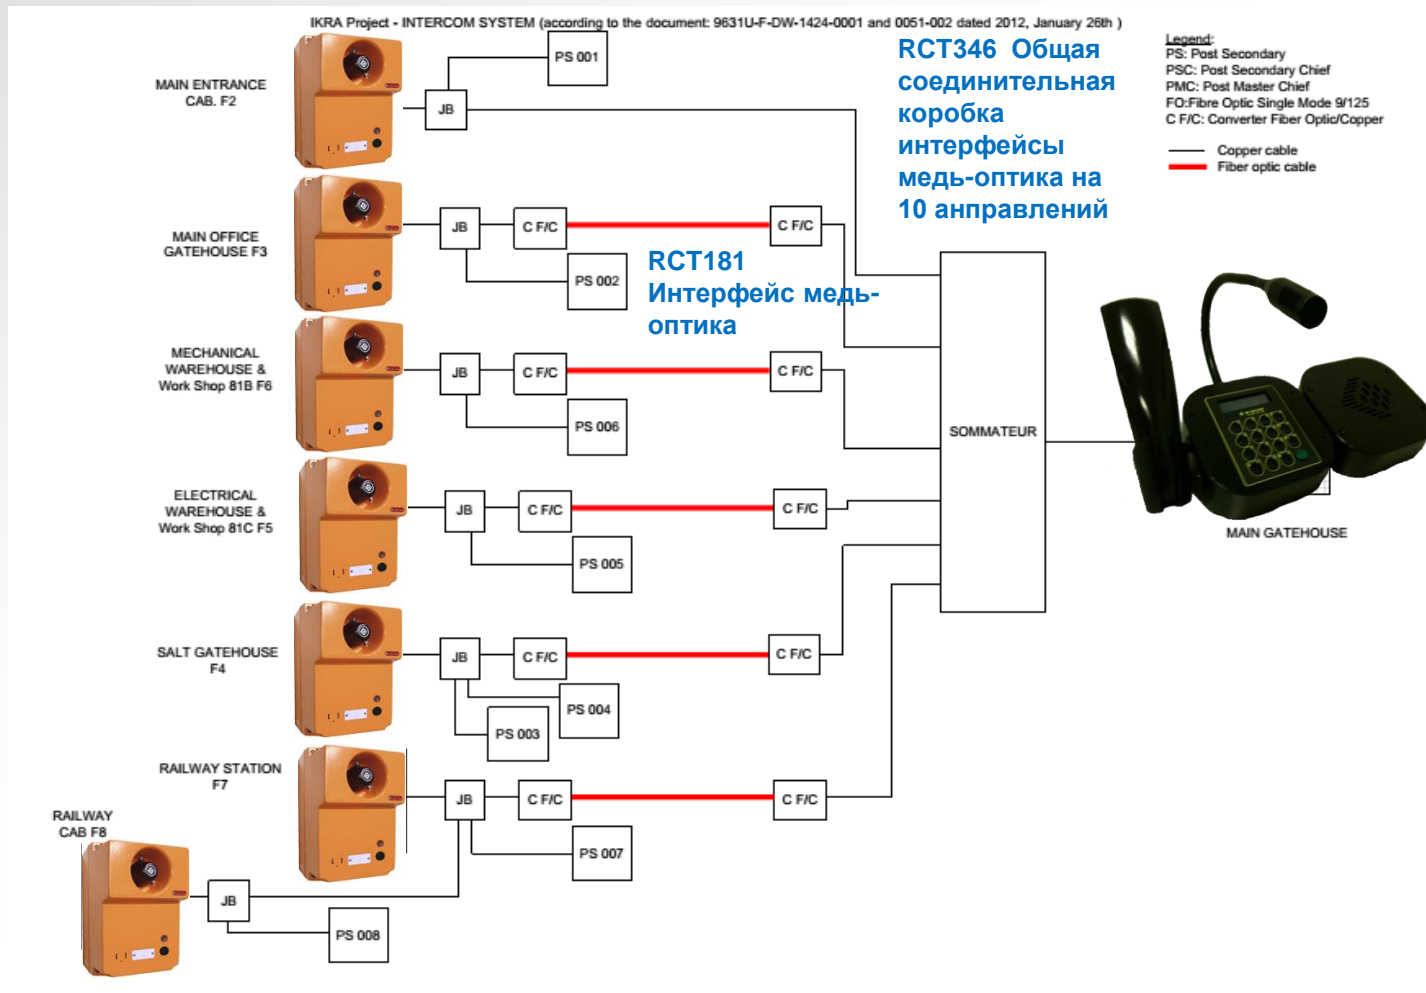 IKRA Project - INTERCOM SYSTEM (according to the document: 9631U-F-DW-1424-0001 and 0051-002 dated 2012, January 26th )
RCT346 Общая
соединительная
коробка
интерфейсы
медь-оптика на
10 анправлений
Legend:
PS: Post Secondary
PSC: Post Secondary Chief
PMC: Post Master Chief
FO:Fibre Optic Single Mode 9/125
C F/C: Converter Fiber Optic/Copper
Copper cable
Fiber optic cable
MAIN ENTRANCE
CAB. F2
JB
PS 001
MAIN OFFICE
GATEHOUSE F3
JB
C F/C
C F/C
PS 002
RCT181
Интерфейс медь-
оптика
MECHANICAL
WAREHOUSE &
Work Shop 81B F6
JB
C F/C
C F/C
PS 006
SOMMATEUR
MAIN GATEHOUSE
ELECTRICAL
WAREHOUSE &
Work Shop 81C F5
JB
C F/C
C F/C
PS 005
SALT GATEHOUSE
F4
JB
C F/C
C F/C
PS 004
PS 003
RAILWAY STATION
F7
JB
C F/C
C F/C
PS 007
RAILWAY
CAB F8
JB
PS 008